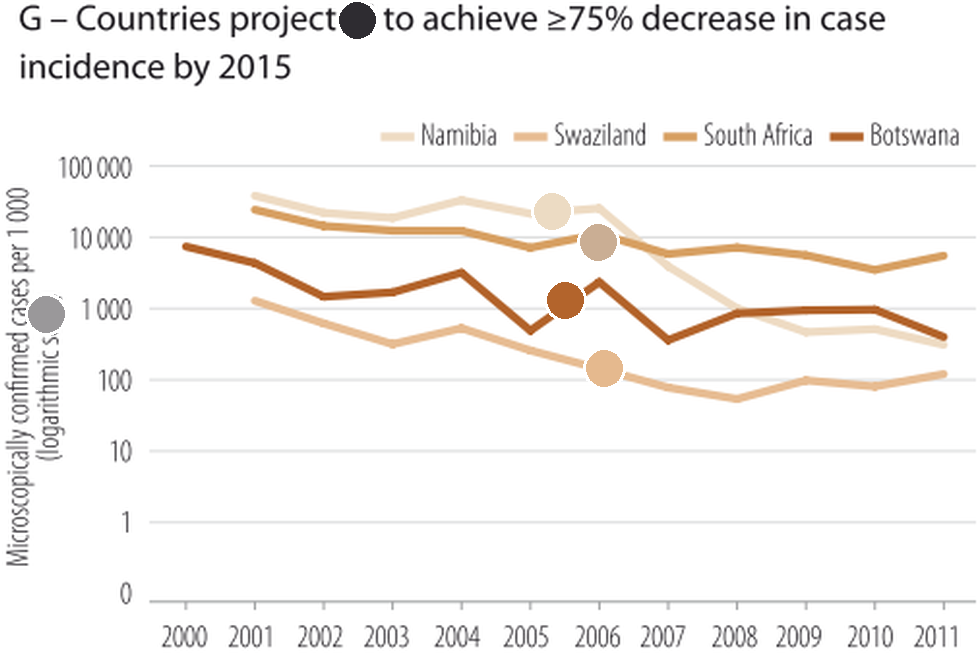 G – Countries project to achieve ≥75% decrease in case
incidence by 2015
Namibia Swaziland South Africa Botswana
Microscopically confirmed cases per 1 000
(logarithmic
100 000
10 000
1 000
100
10
1
0
2000 2001 2002 2003 2004 2005 2006 2007 2008 2009 2010 2011